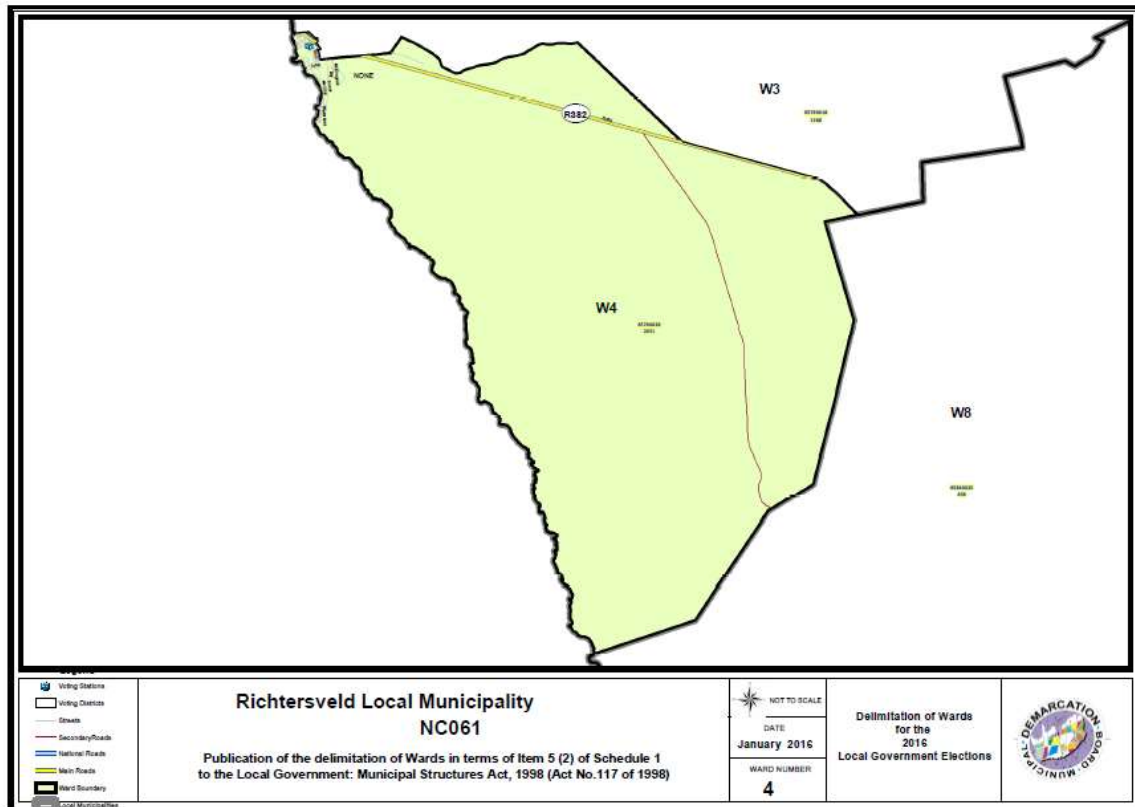 NONE
R382
W3
W4
W8
Voting Stations
Voting Districts
Streets
SecondaryRoads
National Roads
Main Roads
Ward Boundary
Local Municipalities
Richtersveld Local Municipality
NC061
Publication of the delimitation of Wards in terms of Item 5 (2) of Schedule 1
to the Local Government: Municipal Structures Act, 1998 (Act No.117 of 1998)
NOT TO SCALE
DATE
January 2016
WARD NUMBER
4
Delimitation of Wards
for the
2016
Local Government Elections
MUNICIPAL DEMARCATION BOARD